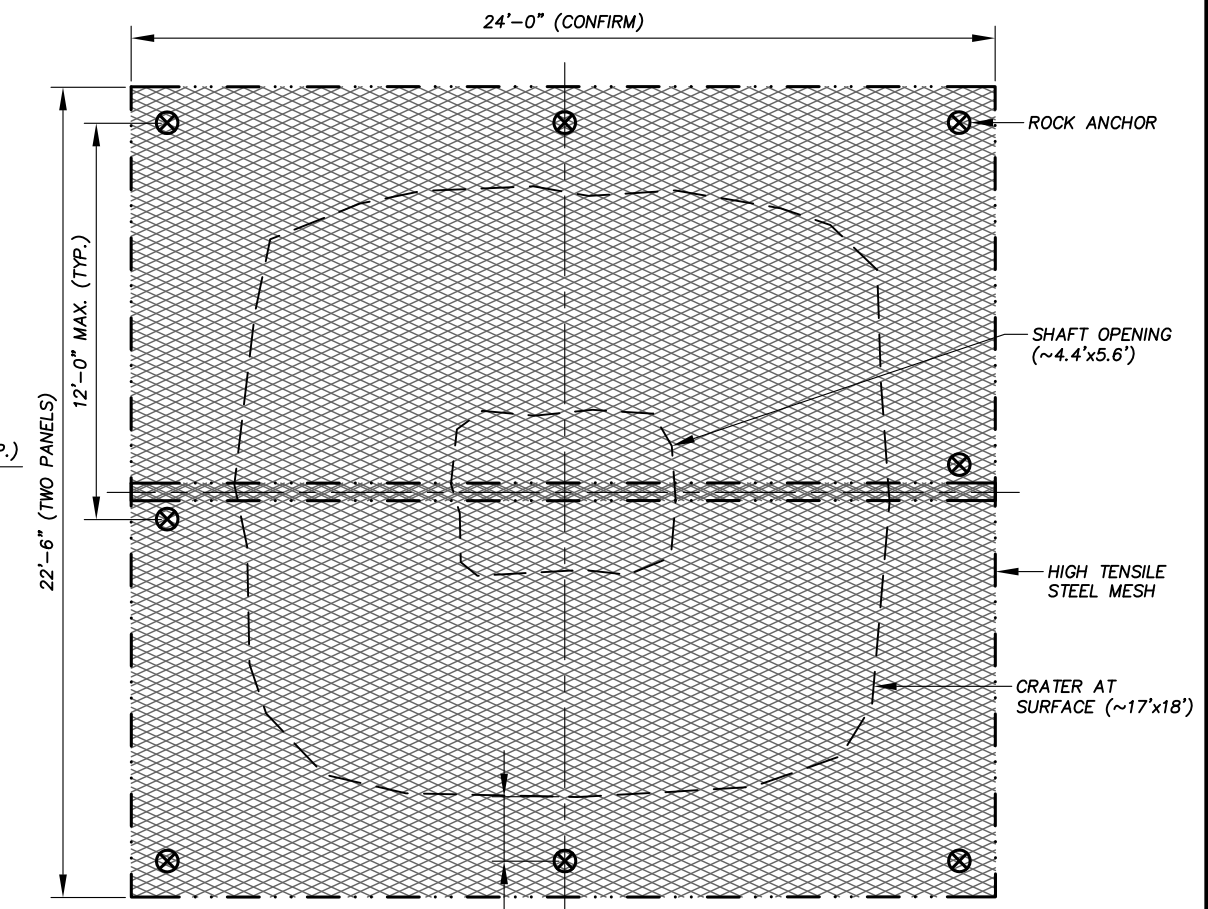 24'-0" (CONFIRM)
ROCK ANCHOR
12'-0" MAX. (TYP.)
22'-6" (TWO PANELS)
P.)
SHAFT OPENING
(~4.4'x5.6')
HIGH TENSILE
STEEL MESH
CRATER AT
SURFACE (~17'x18')